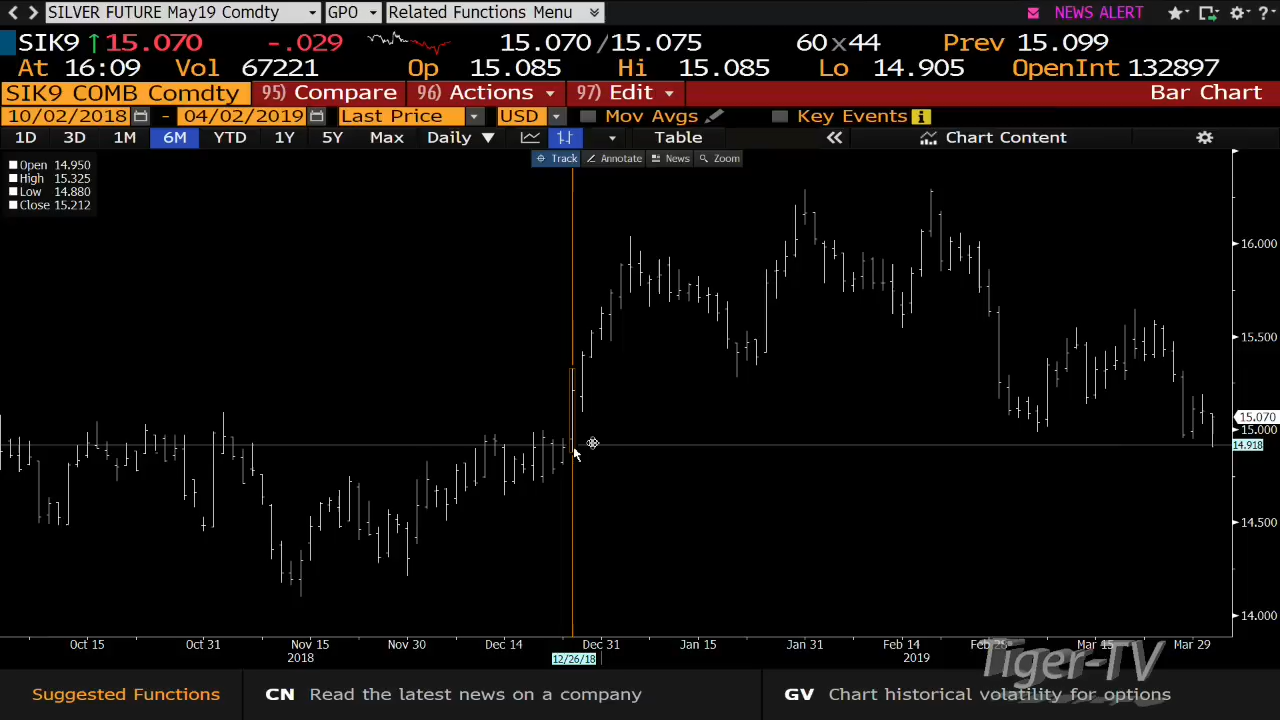 SILVER FUTURE May19 Comdty GPO Related Functions Menu NEWS ALERT ?
SIK9 ↑15.070 -.029 15.070/15.075 60x44 Prev 15.099
At 16:09 Vol 67221 Op 15.085 Hi 15.085 Lo 14.905 OpenInt 132897
SIK9 COMB Comdty 95) Compare 96) Actions 97) Edit Bar Chart
10/02/2018 - 04/02/2019 Last Price USD Mov Avgs Key Events i
1D 3D 1M 6M YTD 1Y 5Y Max Daily ▼ Table « Chart Content
Track Annotate News Zoom
Open 14.950
High 15.325
Low 14.880
Close 15.212
16.000
15.500
15.070
15.000
14.918
14.500
14.000
Oct 15 Oct 31 Nov 15 Nov 30 Dec 14 Dec 31 Jan 15 Jan 31 Feb 14 Feb 28 Mar 15 Mar 29
2018 12/26/18 2019
Tiger-TV
Suggested Functions CN Read the latest news on a company GV Chart historical volatility for options